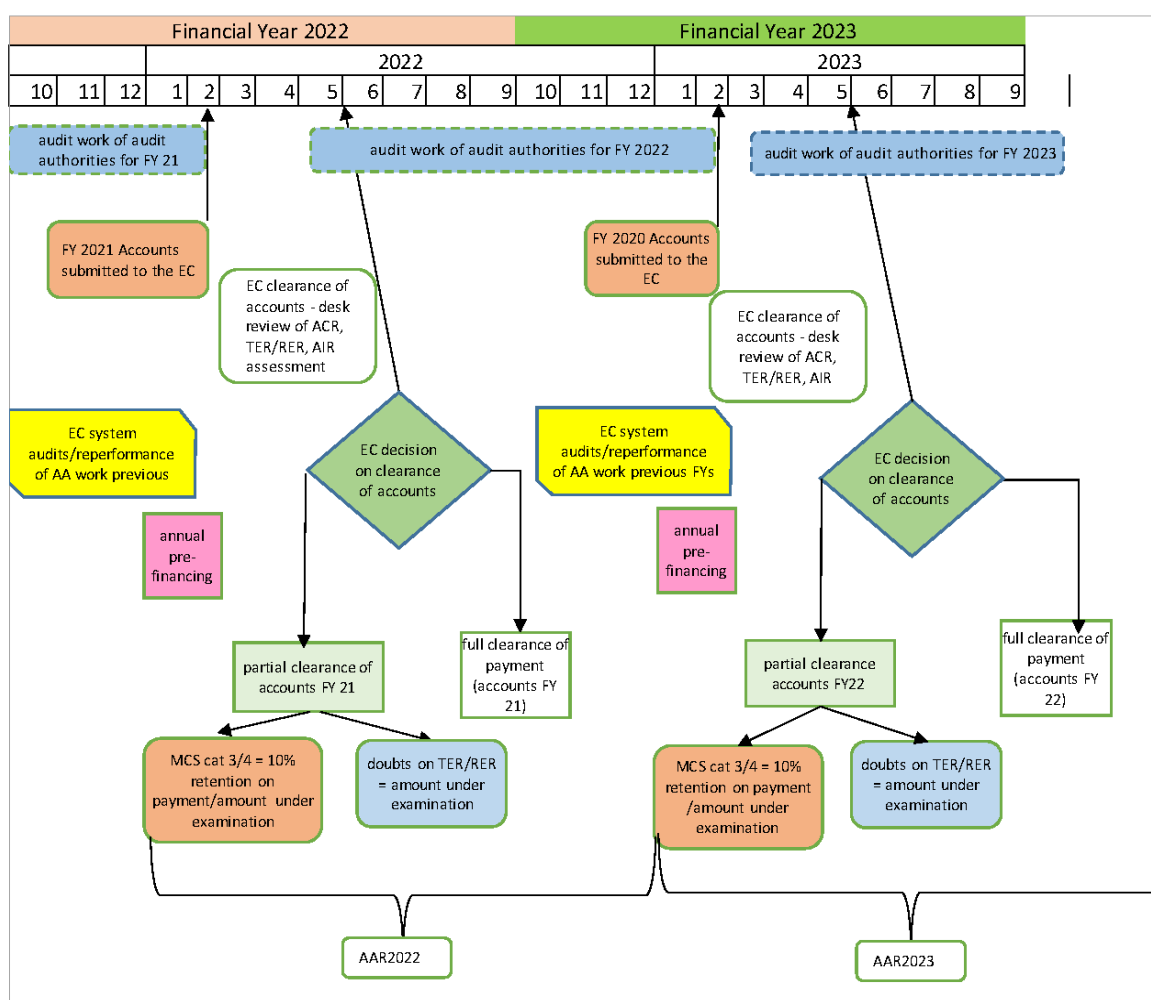 Financial Year 2022
Financial Year 2023
2022
2023
10 11 12 1 2 3 4 5 6 7 8 9 10 11 12 1 2 3 4 5 6 7 8 9
audit work of audit
authorities for FY 21
audit work of audit authorities for FY 2022
audit work of audit authorities for FY 2023
FY 2021 Accounts
submitted to the EC
FY 2020 Accounts
submitted to the
EC
EC clearance of
accounts - desk
review of ACR,
TER/RER, AIR
assessment
EC clearance of
accounts - desk
review of ACR,
TER/RER, AIR
EC system
audits/reperformance
of AA work previous
EC decision
on clearance
of accounts
EC system
audits/reperformance
of AA work previous FYs
EC decision
on clearance
of accounts
annual
pre-
financing
annual
pre-
financing
partial clearance of
accounts FY 21
full clearance of
payment
(accounts FY
21)
partial clearance
accounts FY22
full clearance of
payment
(accounts FY
22)
MCS cat 3/4 = 10%
retention on
payment/amount under
examination
doubts on TER/RER
= amount under
examination
MCS cat 3/4 = 10%
retention on payment
/amount under
examination
doubts on TER/RER
= amount under
examination
AAR2022
AAR2023